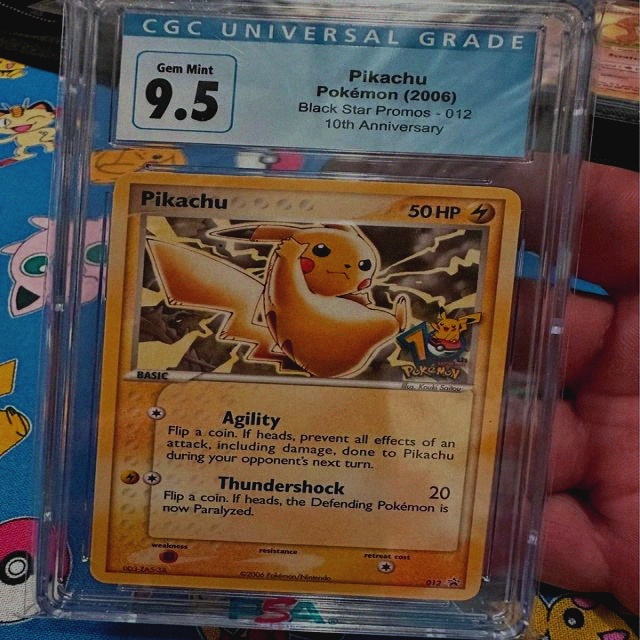 CGC UNIVERSAL GRADE
Gem Mint
9.5
Pikachu
Pokémon (2006)
Black Star Promos - 012
10th Anniversary
Pikachu
50 HP
10
Pokémon
BASIC
Illus. Kouki Saitou
Agility
Flip a coin. If heads, prevent all effects of an
attack, including damage, done to Pikachu
during your opponent's next turn.
Thundershock 20
Flip a coin. If heads, the Defending Pokémon is
now Paralyzed.
weakness resistance retreat cost
©2006 Pokémon/Nintendo
012
PSA